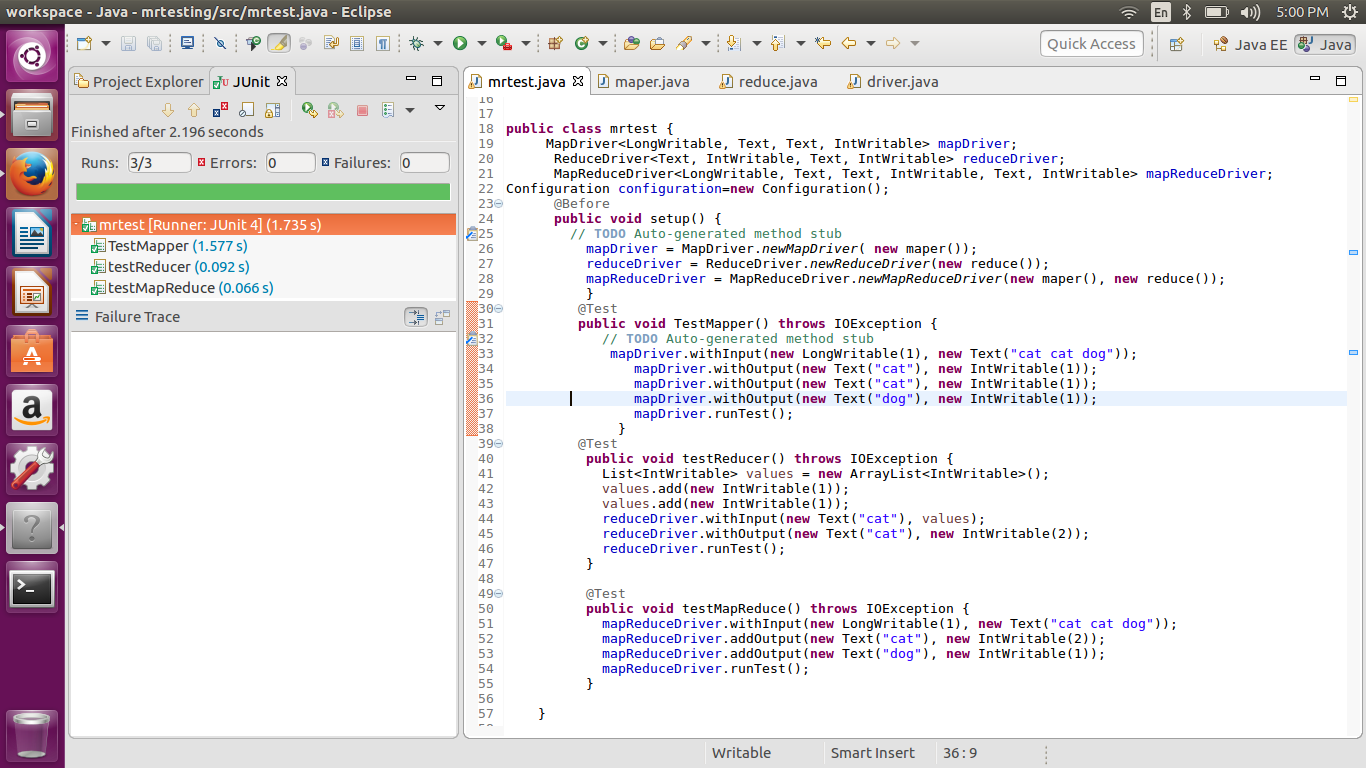 workspace - Java - mrtesting/src/mrtest.java - Eclipse
En
5:00 PM
Quick Access
Java EE
Java
Project Explorer
JUnit
Finished after 2.196 seconds
Runs: 3/3
Errors: 0
Failures: 0
mrtest [Runner: JUnit 4] (1.735 s)
TestMapper (1.577 s)
testReducer (0.092 s)
testMapReduce (0.066 s)
Failure Trace
mrtest.java
maper.java
reduce.java
driver.java
16
17
18 public class mrtest {
19 MapDriver<LongWritable, Text, Text, IntWritable> mapDriver;
20 ReduceDriver<Text, IntWritable, Text, IntWritable> reduceDriver;
21 MapReduceDriver<LongWritable, Text, Text, IntWritable, Text, IntWritable> mapReduceDriver;
22 Configuration configuration=new Configuration();
23 @Before
24 public void setup() {
25 // TODO Auto-generated method stub
26 mapDriver = MapDriver.newMapDriver( new maper());
27 reduceDriver = ReduceDriver.newReduceDriver(new reduce());
28 mapReduceDriver = MapReduceDriver.newMapReduceDriver(new maper(), new reduce());
29 }
30 @Test
31 public void TestMapper() throws IOException {
32 // TODO Auto-generated method stub
33 mapDriver.withInput(new LongWritable(1), new Text("cat cat dog"));
34 mapDriver.withOutput(new Text("cat"), new IntWritable(1));
35 mapDriver.withOutput(new Text("cat"), new IntWritable(1));
36 mapDriver.withOutput(new Text("dog"), new IntWritable(1));
37 mapDriver.runTest();
38 }
39 @Test
40 public void testReducer() throws IOException {
41 List<IntWritable> values = new ArrayList<IntWritable>();
42 values.add(new IntWritable(1));
43 values.add(new IntWritable(1));
44 reduceDriver.withInput(new Text("cat"), values);
45 reduceDriver.withOutput(new Text("cat"), new IntWritable(2));
46 reduceDriver.runTest();
47 }
48
49 @Test
50 public void testMapReduce() throws IOException {
51 mapReduceDriver.withInput(new LongWritable(1), new Text("cat cat dog"));
52 mapReduceDriver.addOutput(new Text("cat"), new IntWritable(2));
53 mapReduceDriver.addOutput(new Text("dog"), new IntWritable(1));
54 mapReduceDriver.runTest();
55 }
56
57 }
Writable
Smart Insert
36 : 9